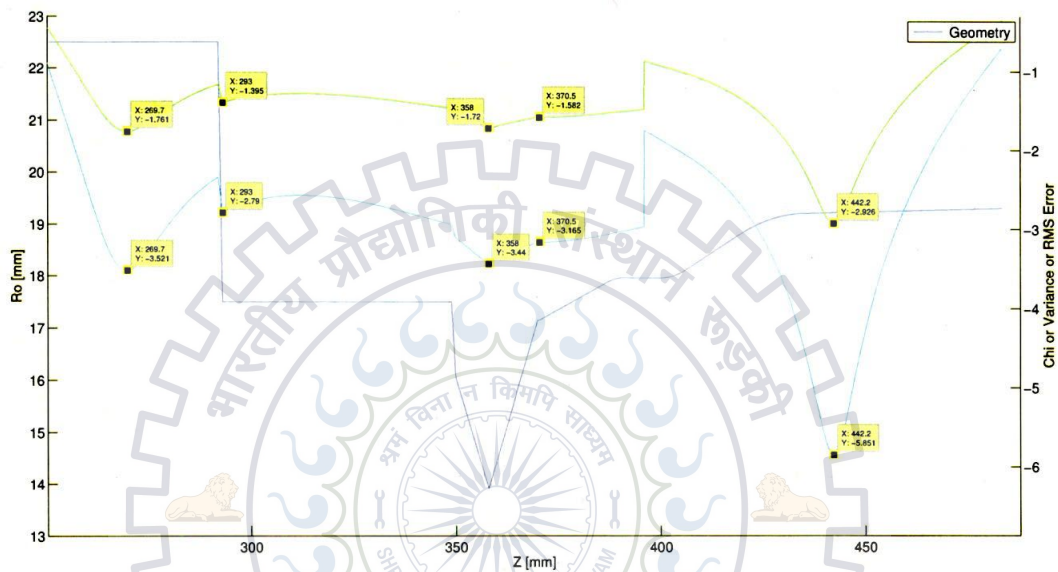 23
22
21
20
19
18
17
16
15
14
13
Ro [mm]
300
350
400
450
Z [mm]
-1
-2
-3
-4
-5
-6
Chi or Variance or RMS Error
Geometry
X: 269.7
Y: -1.761
X: 293
Y: -1.395
X: 358
Y: -1.72
X: 370.5
Y: -1.582
X: 442.2
Y: -2.926
X: 269.7
Y: -3.521
X: 293
Y: -2.79
X: 358
Y: -3.44
X: 370.5
Y: -3.165
X: 442.2
Y: -5.851
भारतीय प्रौद्योगिकी संस्थान रुड़की
श्रमं विना न किमपि साध्यम्